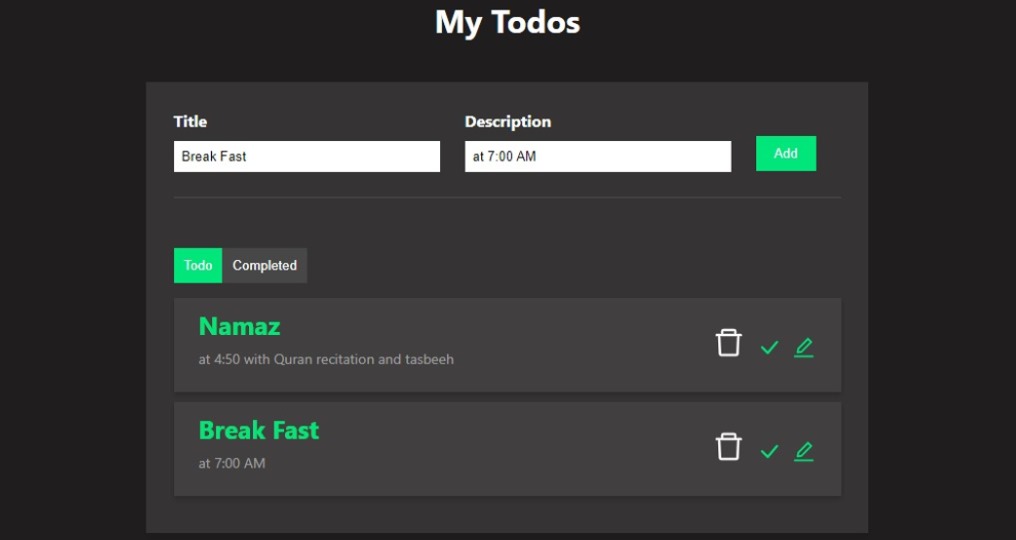 My Todos
Title Description
Break Fast at 7:00 AM Add
Todo Completed
Namaz
at 4:50 with Quran recitation and tasbeeh
Break Fast
at 7:00 AM